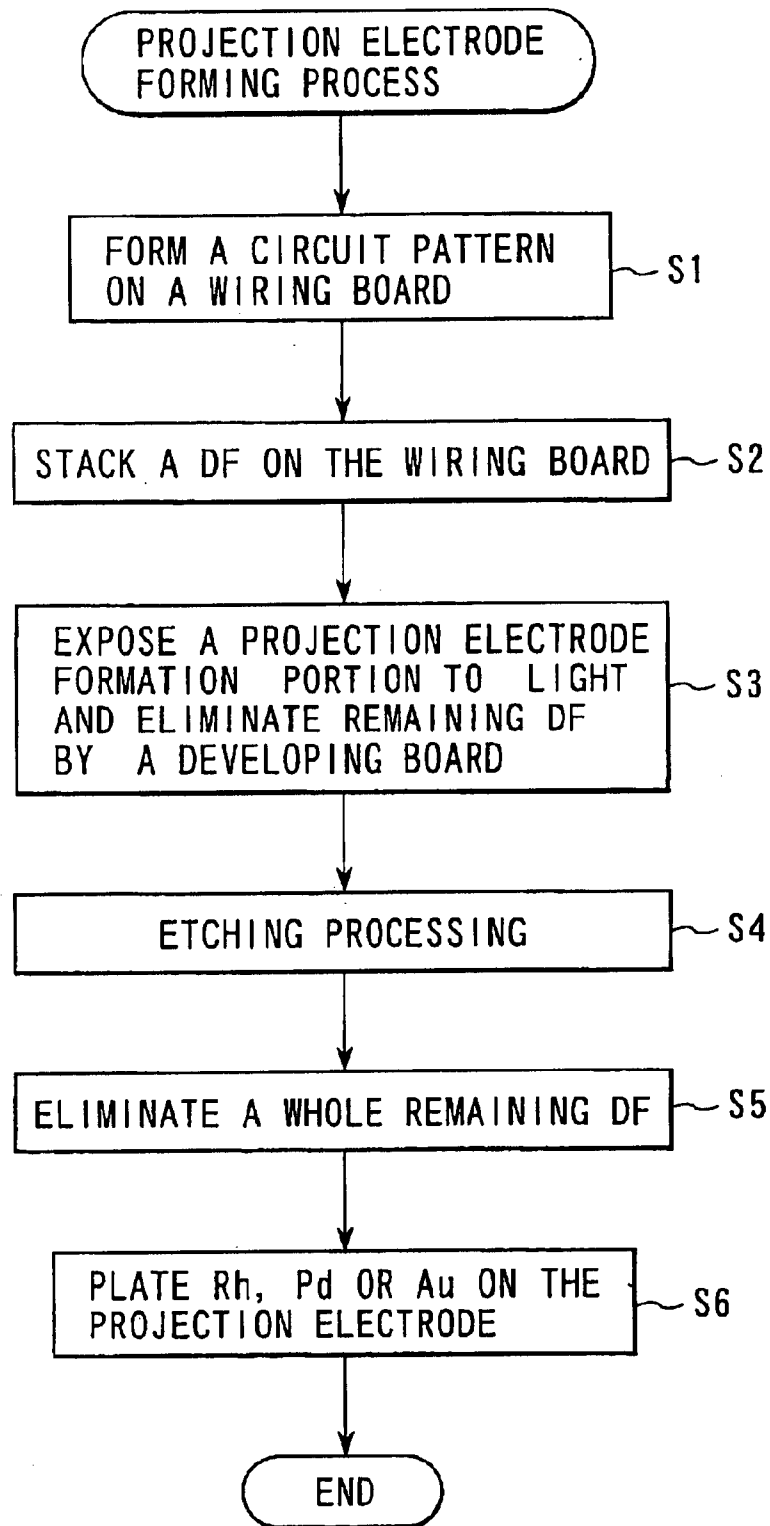 PROJECTION ELECTRODE
FORMING PROCESS
FORM A CIRCUIT PATTERN
ON A WIRING BOARD
S1
STACK A DF ON THE WIRING BOARD
S2
EXPOSE A PROJECTION ELECTRODE
FORMATION PORTION TO LIGHT
AND ELIMINATE REMAINING DF
BY A DEVELOPING BOARD
S3
ETCHING PROCESSING
S4
ELIMINATE A WHOLE REMAINING DF
S5
PLATE Rh, Pd OR Au ON THE
PROJECTION ELECTRODE
S6
END